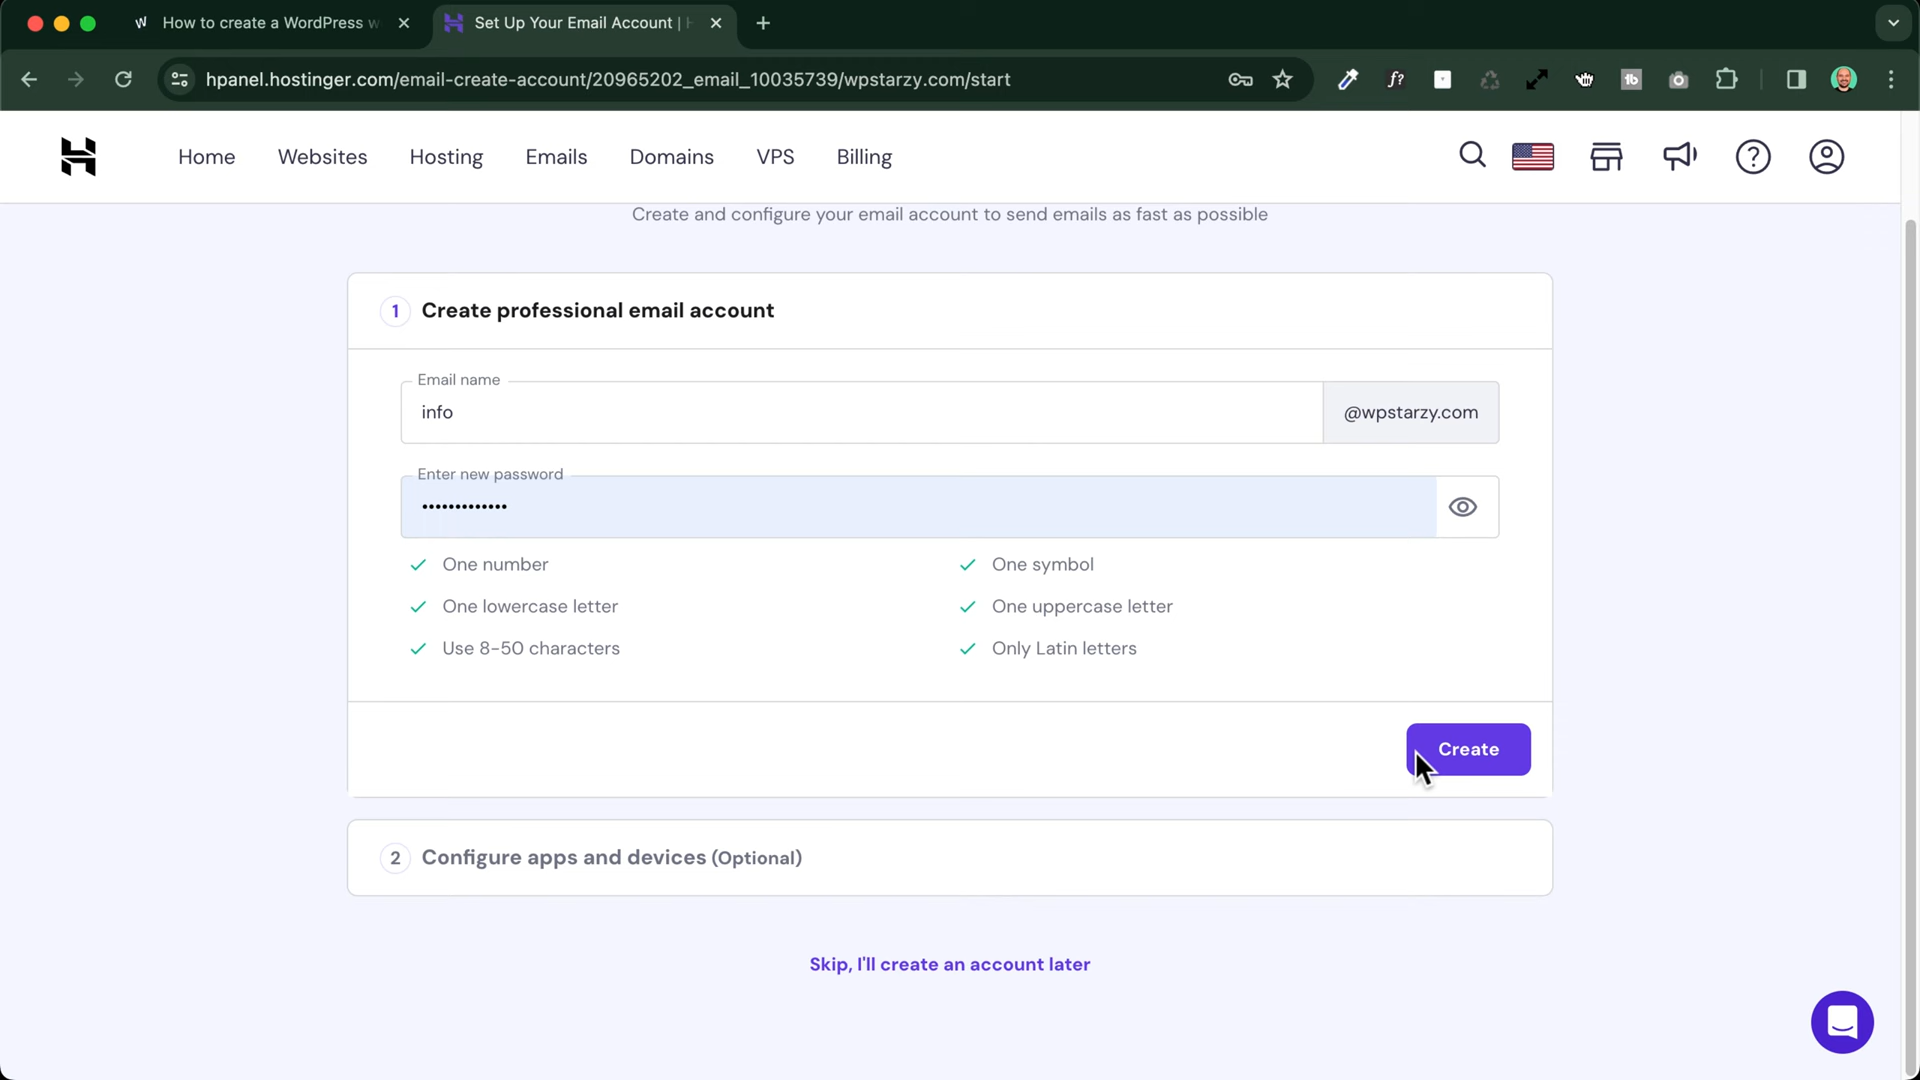 How to create a WordPress w
Set Up Your Email Account | H
hpanel.hostinger.com/email-create-account/20965202_email_10035739/wpstarzy.com/start
Home
Websites
Hosting
Emails
Domains
VPS
Billing
Create and configure your email account to send emails as fast as possible
1 Create professional email account
Email name
info
@wpstarzy.com
Enter new password
•••••••••••••
One number
One symbol
One lowercase letter
One uppercase letter
Use 8-50 characters
Only Latin letters
Create
2 Configure apps and devices (Optional)
Skip, I'll create an account later